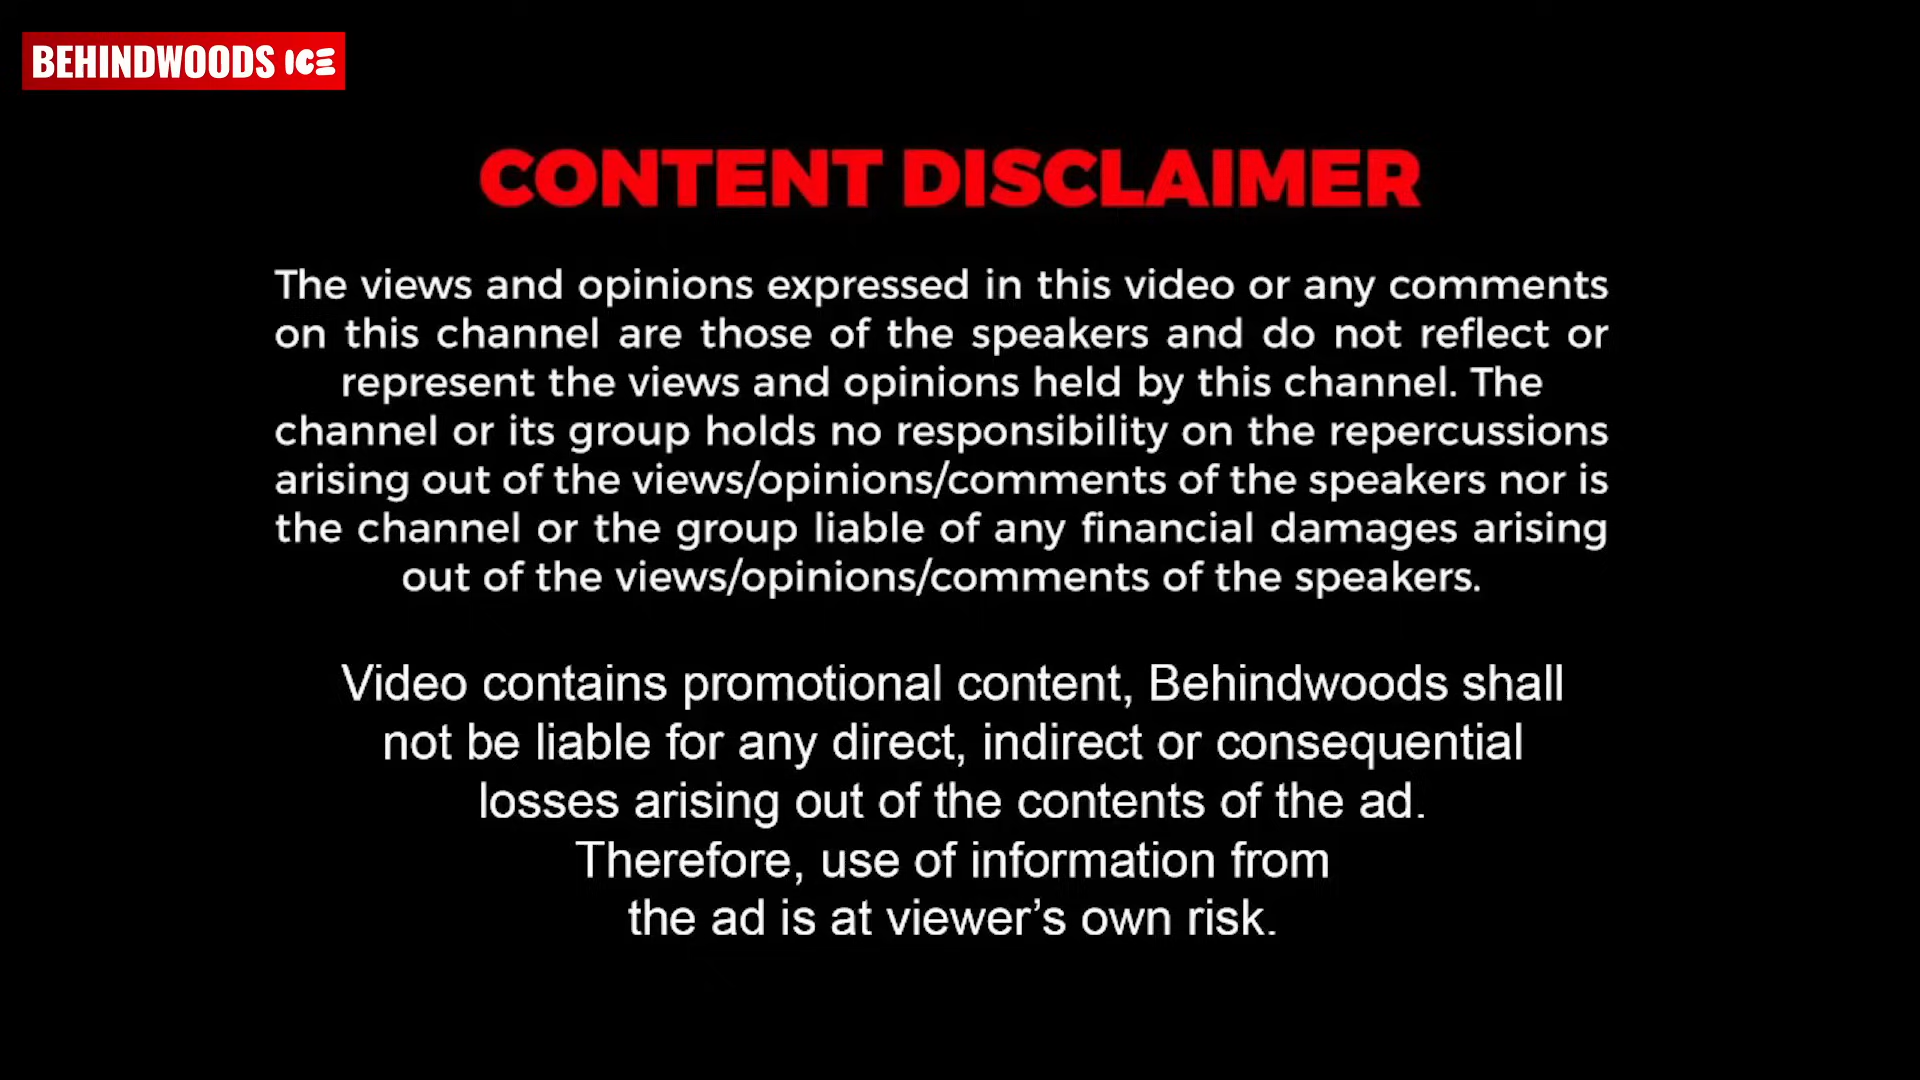 BEHINDWOODS ICE
CONTENT DISCLAIMER
The views and opinions expressed in this video or any comments
on this channel are those of the speakers and do not reflect or
represent the views and opinions held by this channel. The
channel or its group holds no responsibility on the repercussions
arising out of the views/opinions/comments of the speakers nor is
the channel or the group liable of any financial damages arising
out of the views/opinions/comments of the speakers.
Video contains promotional content, Behindwoods shall
not be liable for any direct, indirect or consequential
losses arising out of the contents of the ad.
Therefore, use of information from
the ad is at viewer’s own risk.